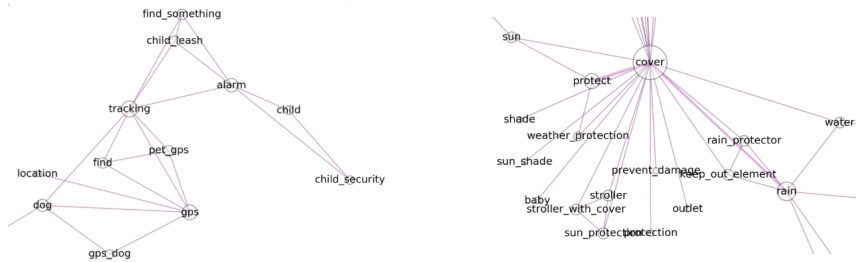 find_something
child_leash
alarm
tracking
child
find
pet_gps
location
child_security
dog
gps
gps_dog
sun
cover
protect
shade
weather_protection
rain_protector
water
sun_shade
prevent_damage
keep_out_element
rain
baby
stroller
stroller_with_cover
outlet
sun_protection
protection